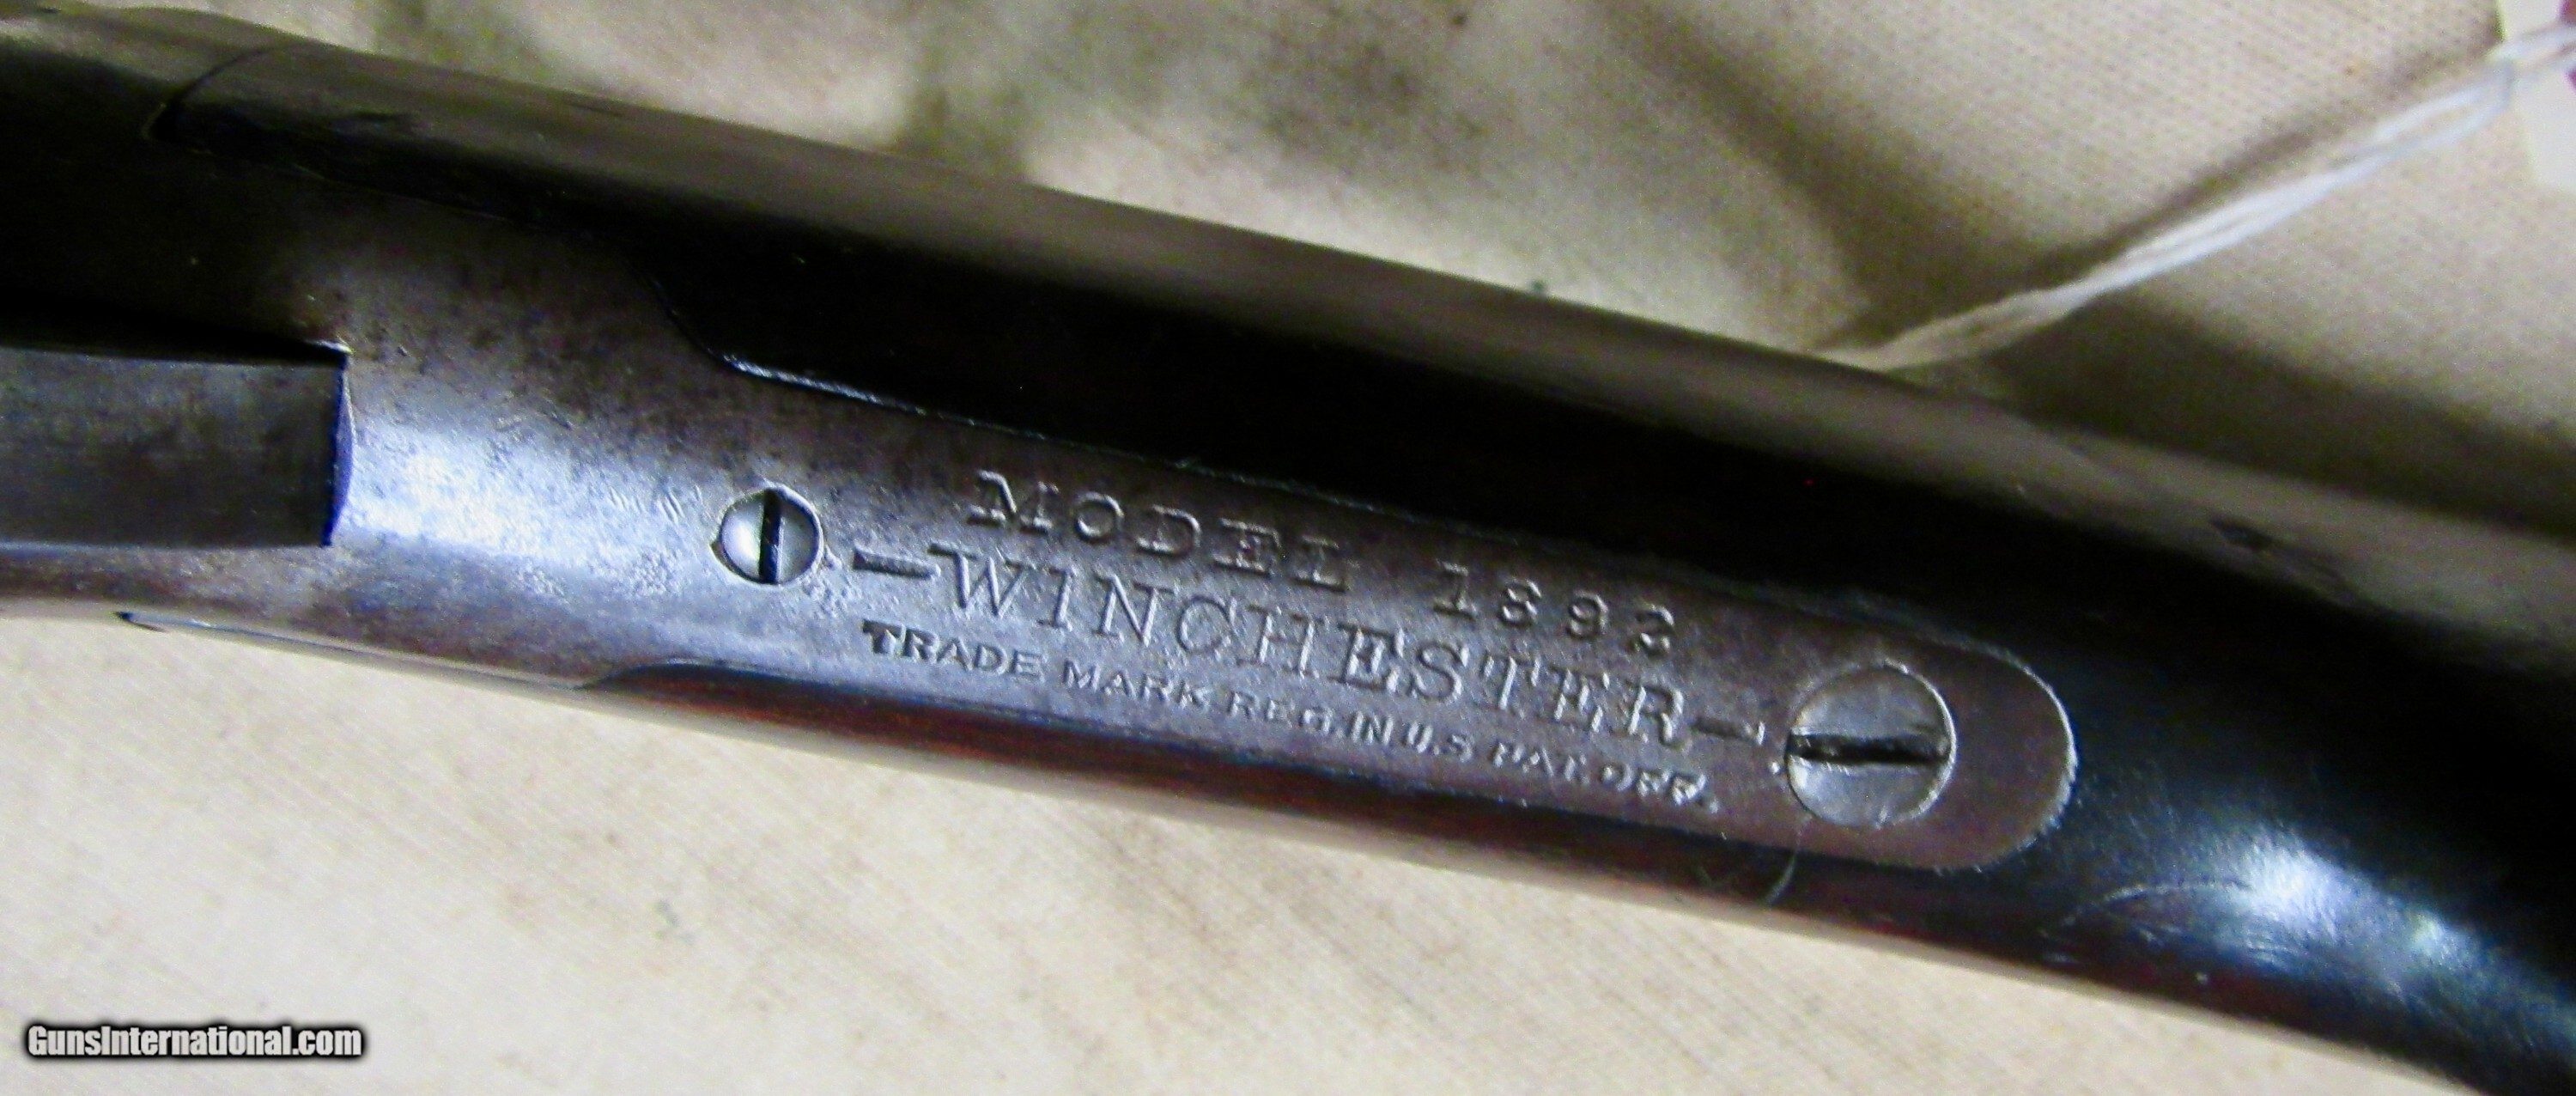 MODEL 1892
—WINCHESTER—
TRADE MARK REG. IN U.S. PAT. OFF.
GunsInternational.com